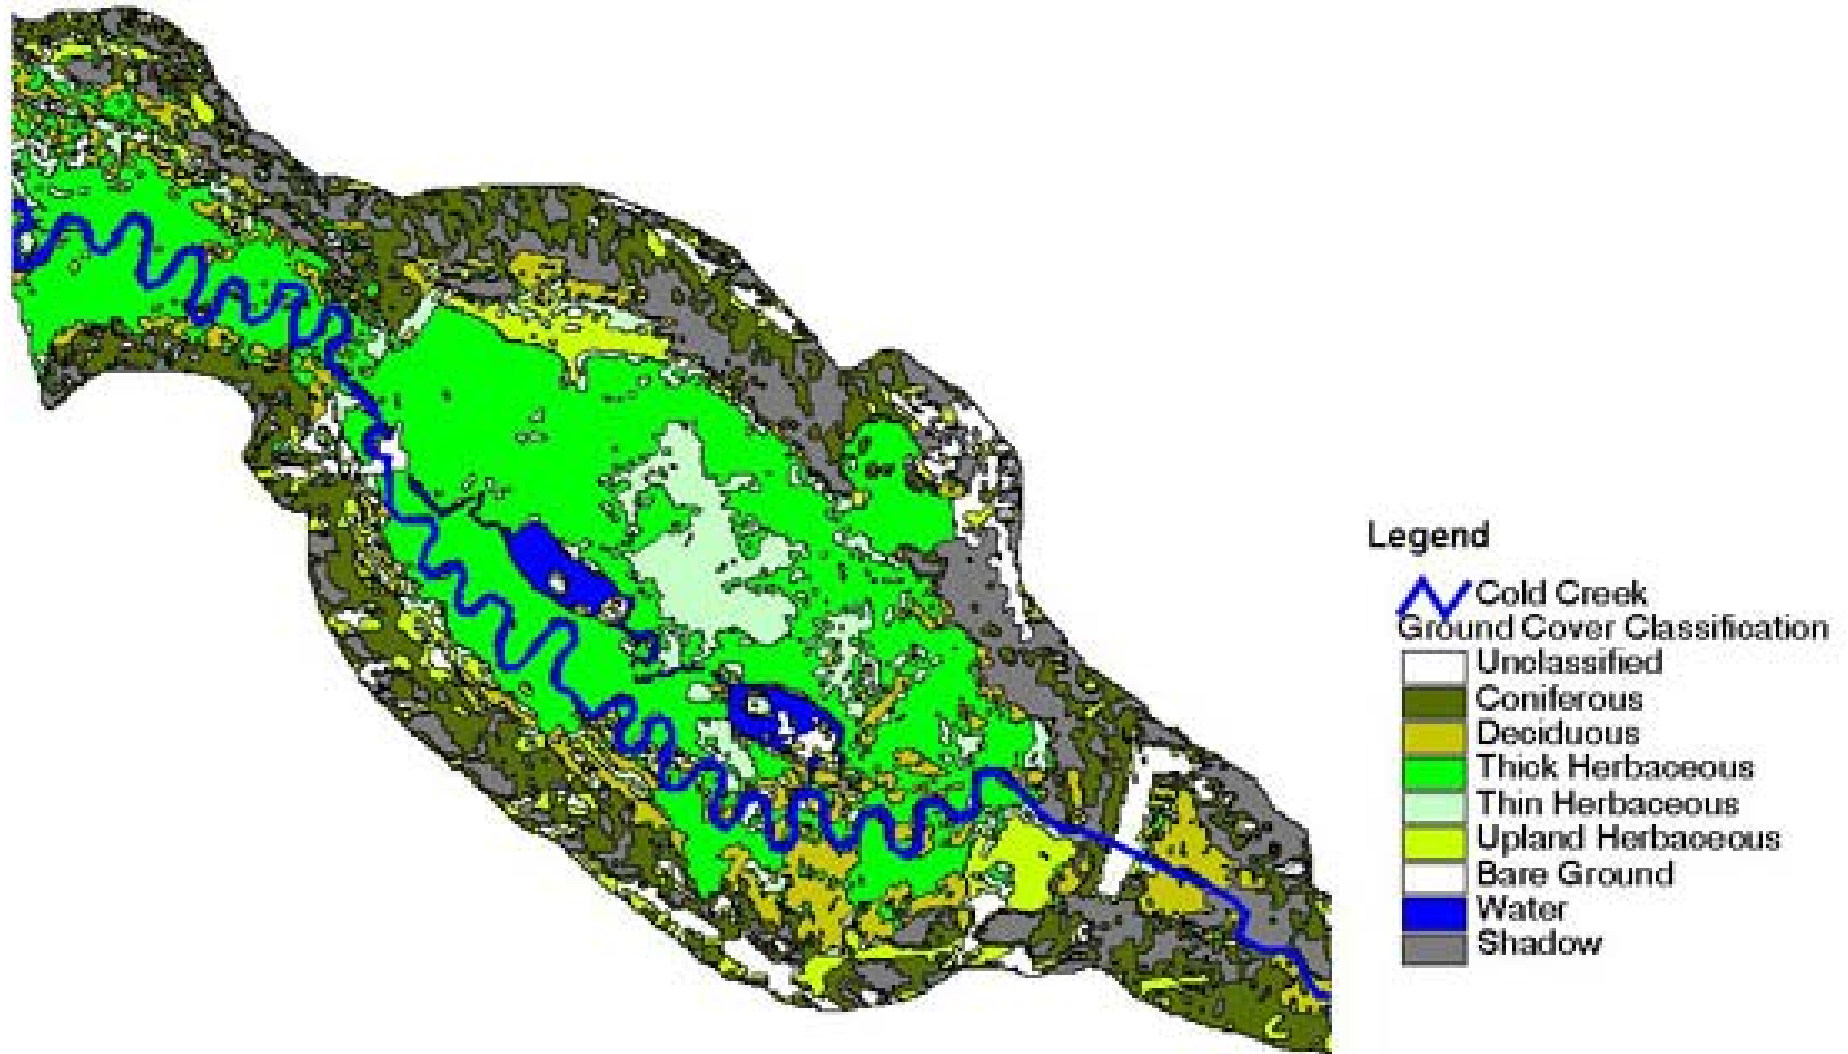 Legend
Cold Creek
Ground Cover Classification
Unclassified
Coniferous
Deciduous
Thick Herbaceous
Thin Herbaceous
Upland Herbaceous
Bare Ground
Water
Shadow